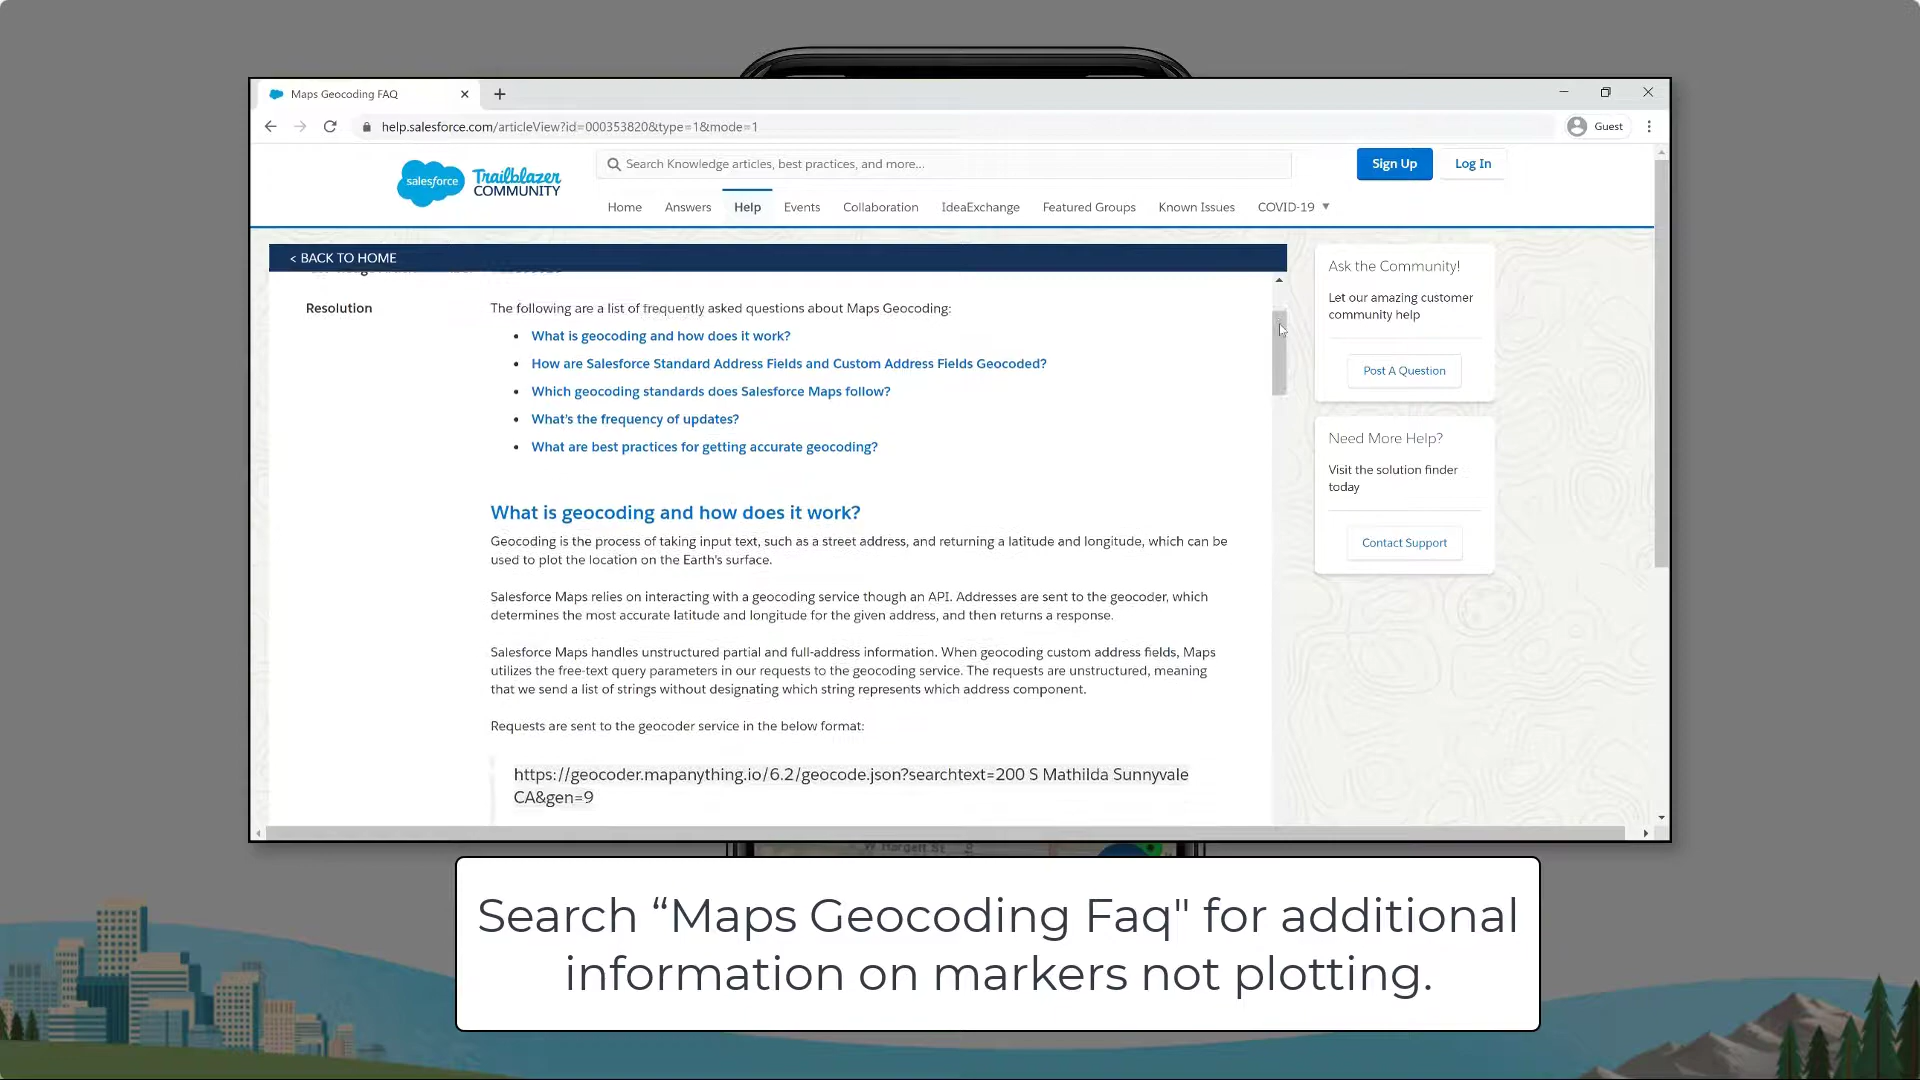 Maps Geocoding FAQ
help.salesforce.com/articleView?id=000353820&type=1&mode=1
Guest
salesforce
Trailblazer
COMMUNITY
Search Knowledge articles, best practices, and more...
Sign Up
Log In
Home
Answers
Help
Events
Collaboration
IdeaExchange
Featured Groups
Known Issues
COVID-19
< BACK TO HOME
Resolution
The following are a list of frequently asked questions about Maps Geocoding:
What is geocoding and how does it work?
How are Salesforce Standard Address Fields and Custom Address Fields Geocoded?
Which geocoding standards does Salesforce Maps follow?
What's the frequency of updates?
What are best practices for getting accurate geocoding?
What is geocoding and how does it work?
Geocoding is the process of taking input text, such as a street address, and returning a latitude and longitude, which can be
used to plot the location on the Earth's surface.
Salesforce Maps relies on interacting with a geocoding service though an API. Addresses are sent to the geocoder, which
determines the most accurate latitude and longitude for the given address, and then returns a response.
Salesforce Maps handles unstructured partial and full-address information. When geocoding custom address fields, Maps
utilizes the free-text query parameters in our requests to the geocoding service. The requests are unstructured, meaning
that we send a list of strings without designating which string represents which address component.
Requests are sent to the geocoder service in the below format:
https://geocoder.mapanything.io/6.2/geocode.json?searchtext=200 S Mathilda Sunnyvale
CA&gen=9
Ask the Community!
Let our amazing customer
community help
Post A Question
Need More Help?
Visit the solution finder
today
Contact Support
W Hargett St
Search “Maps Geocoding Faq" for additional
information on markers not plotting.